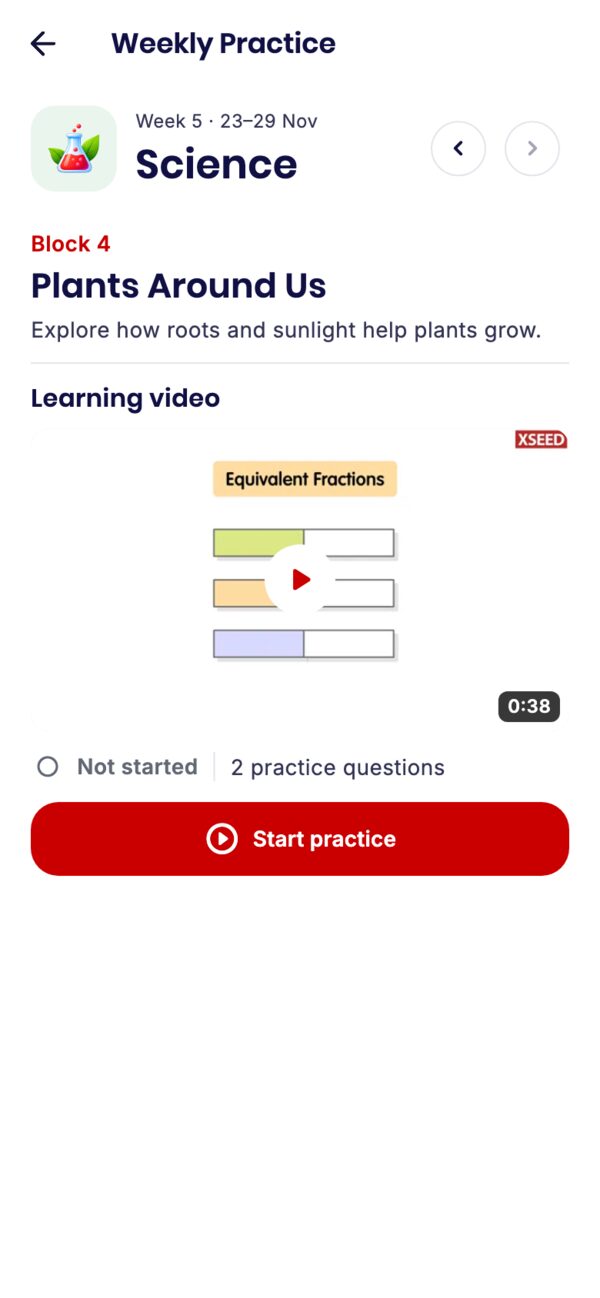 Weekly Practice
Week 5 · 23–29 Nov
Science
Block 4
Plants Around Us
Explore how roots and sunlight help plants grow.
Learning video
XSEED
Equivalent Fractions
0:38
Not started
2 practice questions
Start practice